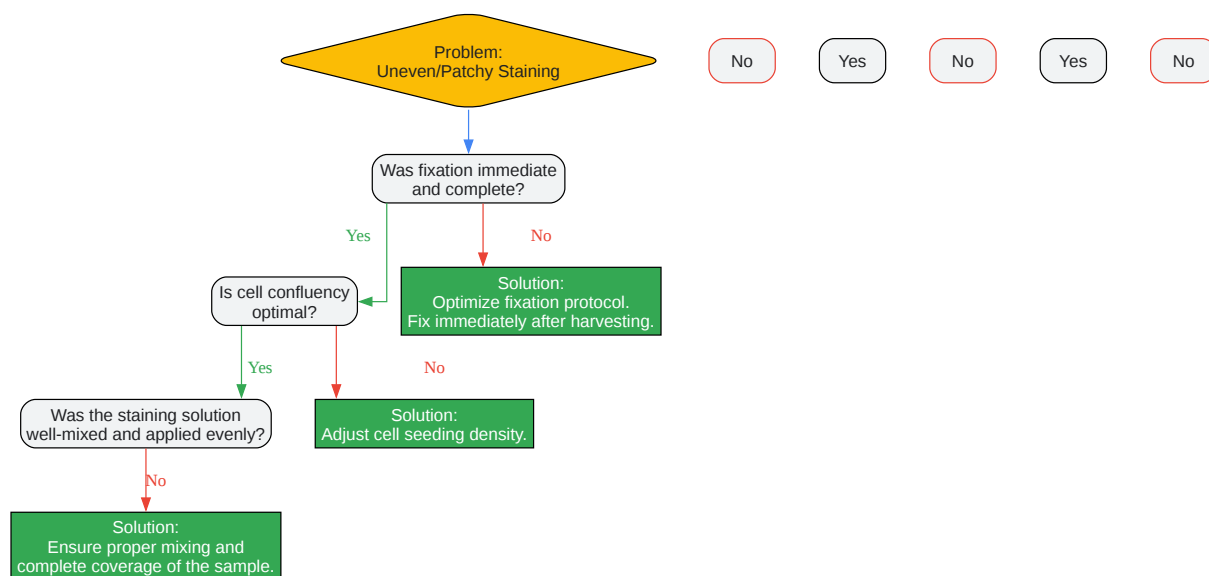 Problem:
Uneven/Patchy Staining
No
Yes
No
Yes
No
Was fixation immediate
and complete?
Yes
No
Is cell confluency
optimal?
Solution:
Optimize fixation protocol.
Fix immediately after harvesting.
Yes
No
Was the staining solution
well-mixed and applied evenly?
Solution:
Adjust cell seeding density.
No
Solution:
Ensure proper mixing and
complete coverage of the sample.